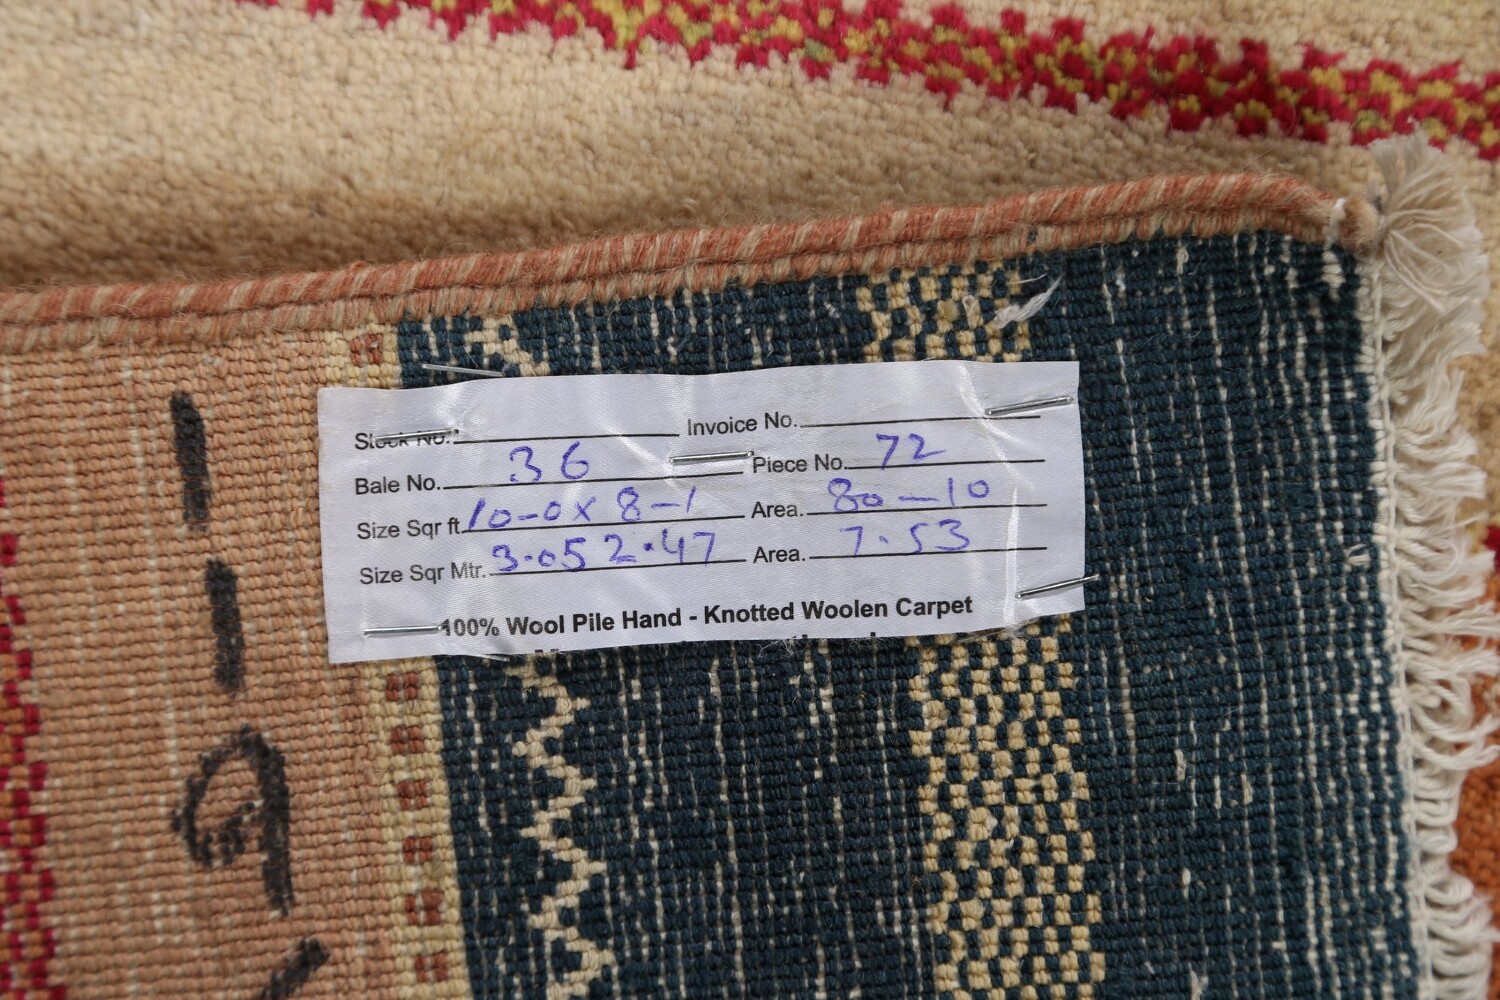 Stock No. Invoice No.
Bale No. 36 Piece No. 72
Size Sqr ft. 10-0 x 8-1 Area. 80-10
Size Sqr Mtr. 3.05 2.47 Area. 7.53
100% Wool Pile Hand - Knotted Woolen Carpet